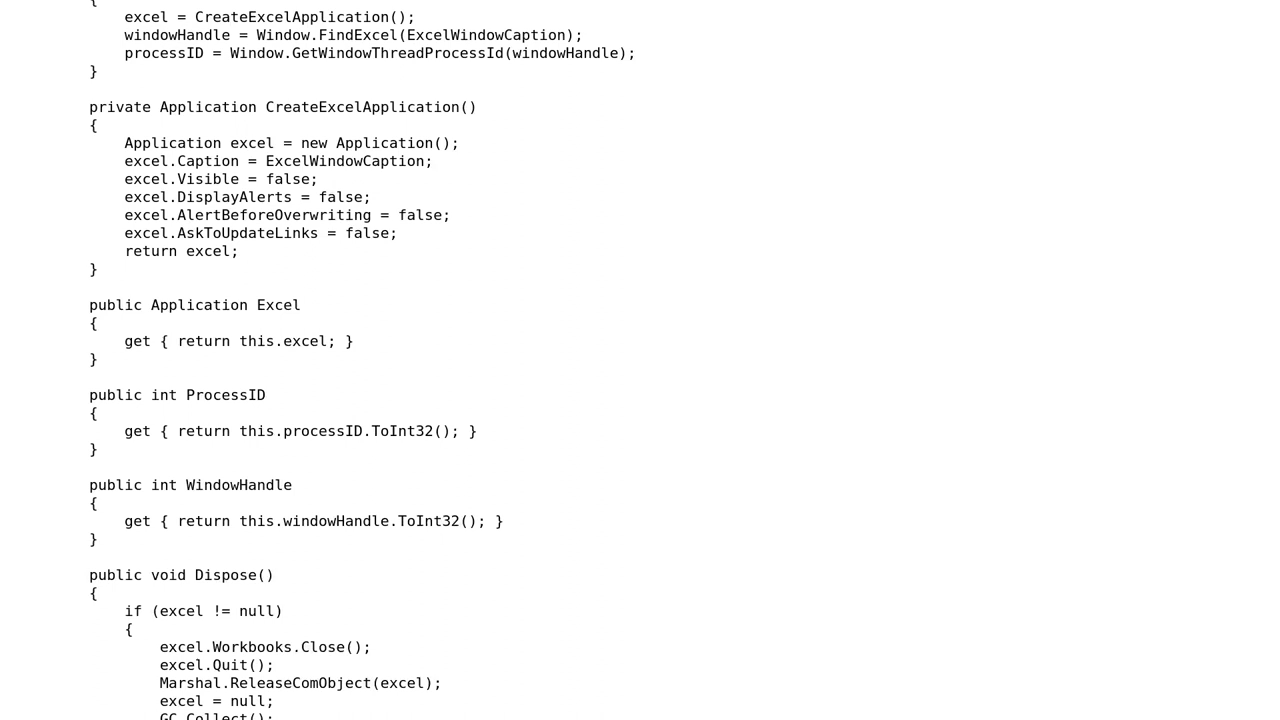 {
excel = CreateExcelApplication();
windowHandle = Window.FindExcel(ExcelWindowCaption);
processID = Window.GetWindowThreadProcessId(windowHandle);
}
private Application CreateExcelApplication()
{
Application excel = new Application();
excel.Caption = ExcelWindowCaption;
excel.Visible = false;
excel.DisplayAlerts = false;
excel.AlertBeforeOverwriting = false;
excel.AskToUpdateLinks = false;
return excel;
}
public Application Excel
{
get { return this.excel; }
}
public int ProcessID
{
get { return this.processID.ToInt32(); }
}
public int WindowHandle
{
get { return this.windowHandle.ToInt32(); }
}
public void Dispose()
{
if (excel != null)
{
excel.Workbooks.Close();
excel.Quit();
Marshal.ReleaseComObject(excel);
excel = null;
GC.Collect();